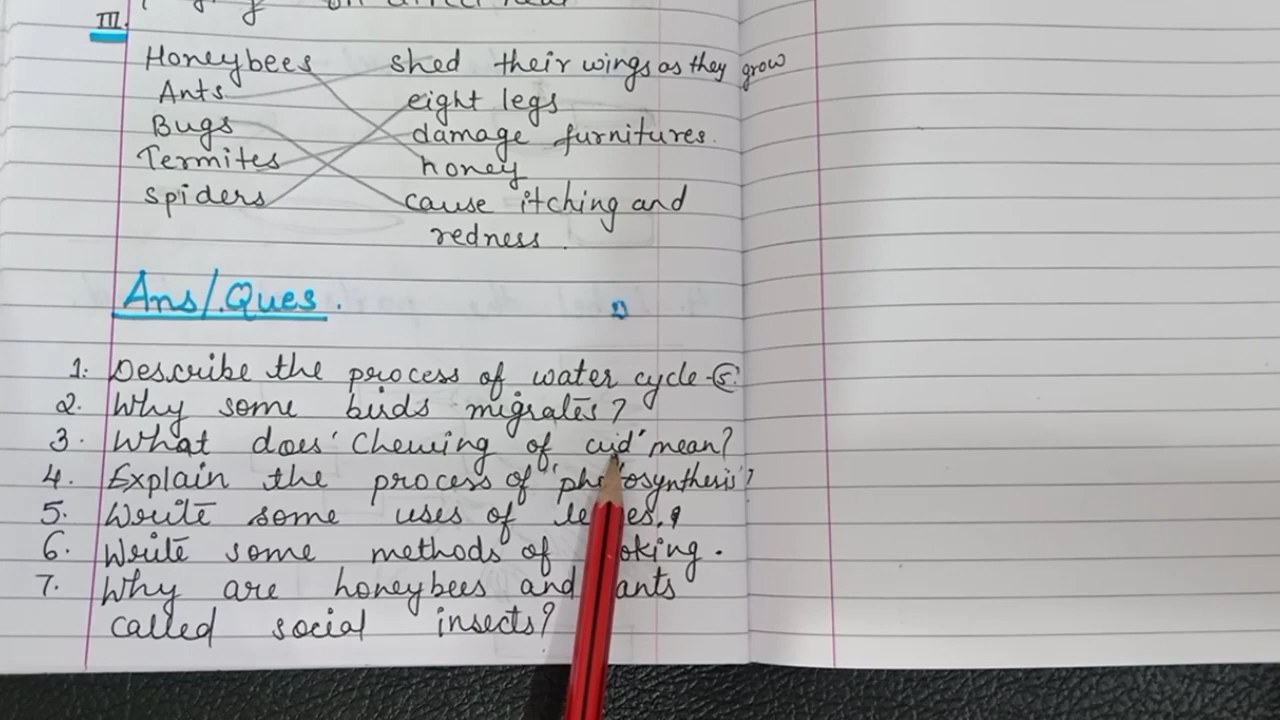 III.
Honeybees shed their wings as they grow
Ants eight legs
Bugs damage furnitures.
Termites honey
Spiders cause itching and
redness.
Ans/.Ques.
1. Describe the process of water cycle
2. Why some birds migrates?
3. What does 'Chewing of cud' mean?
4. Explain the process of 'photosynthesis'?
5. Write some uses of
6. Write some methods of
7. Why are honeybees and ants
called social insects?